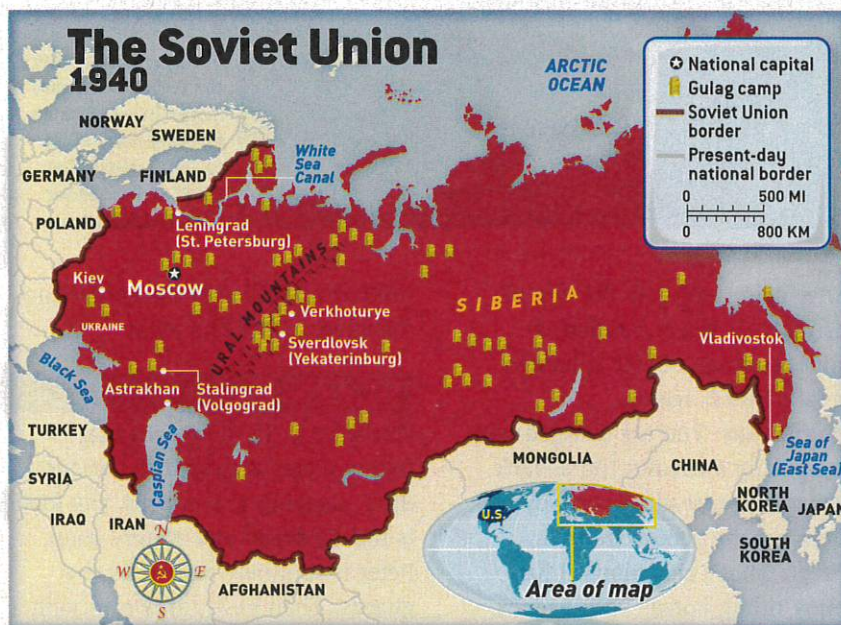 The Soviet Union
1940
ARCTIC
OCEAN
National capital
Gulag camp
Soviet Union
border
Present-day
national border
0 500 MI
0 800 KM
NORWAY
SWEDEN
GERMANY
FINLAND
POLAND
White
Sea
Canal
Leningrad
(St. Petersburg)
Kiev
Moscow
UKRAINE
URAL MOUNTAINS
Verkhoturye
Sverdlovsk
(Yekaterinburg)
SIBERIA
Vladivostok
Black Sea
Astrakhan
Stalingrad
(Volgograd)
TURKEY
Caspian Sea
SYRIA
IRAQ
IRAN
AFGHANISTAN
MONGOLIA
CHINA
Sea of
Japan
(East Sea)
NORTH
KOREA
JAPAN
SOUTH
KOREA
N
W E
S
U.S.
Area of map